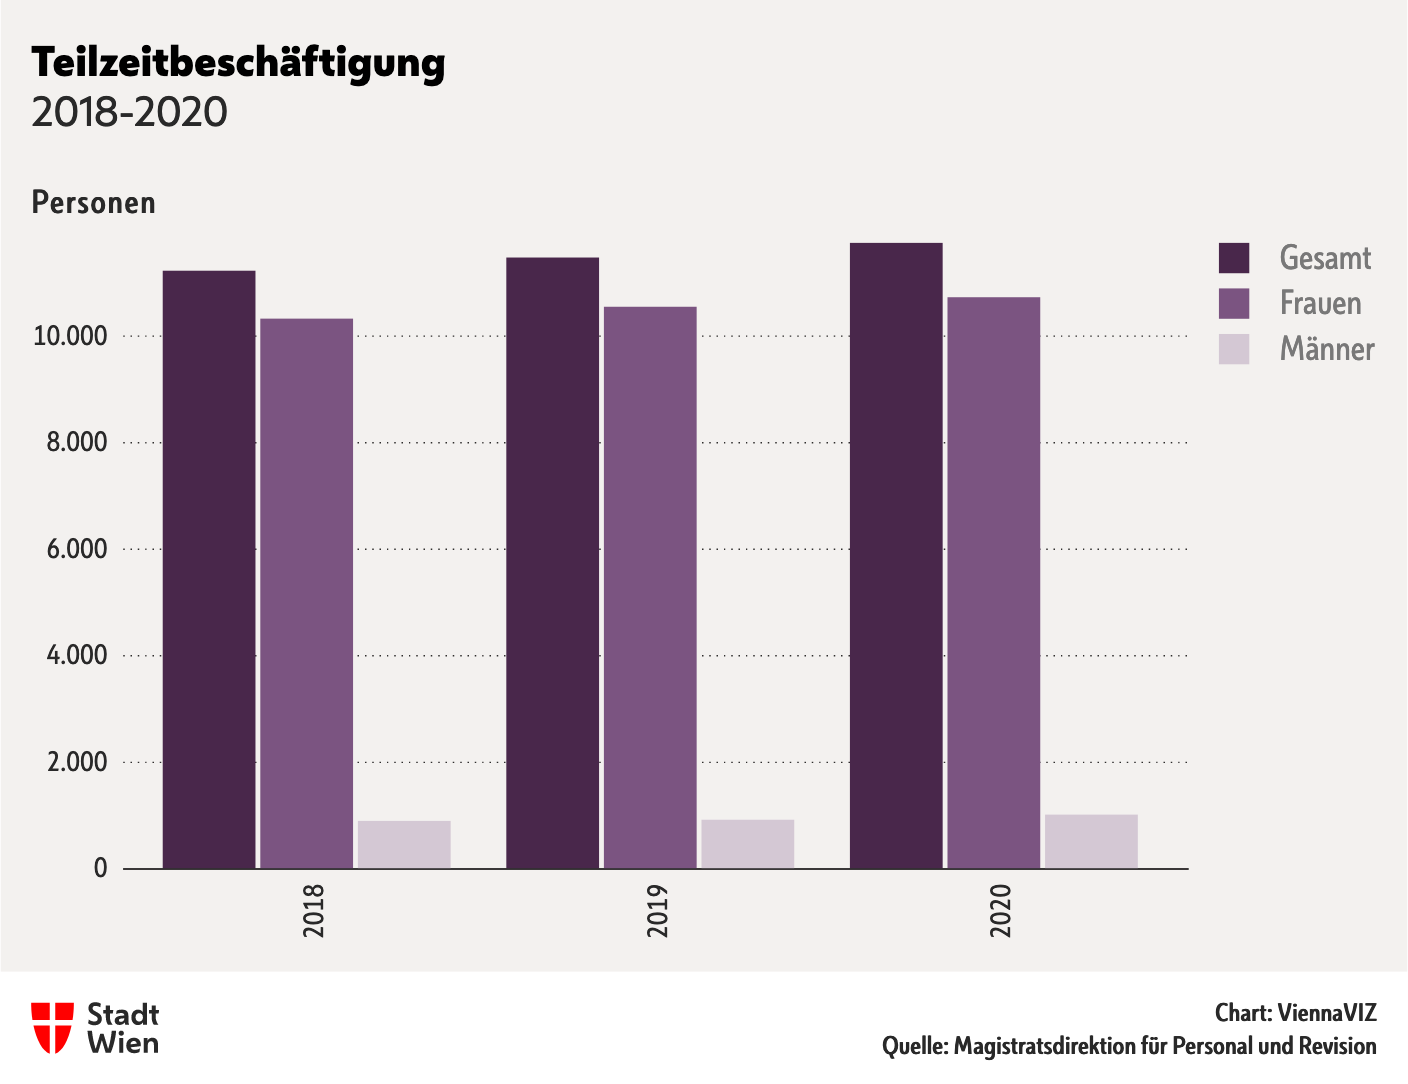 Teilzeitbeschäftigung
2018-2020
Personen
Gesamt
Frauen
Männer
10.000
8.000
6.000
4.000
2.000
0
2018
2019
2020
Stadt
Wien
Chart: ViennaVIZ
Quelle: Magistratsdirektion für Personal und Revision